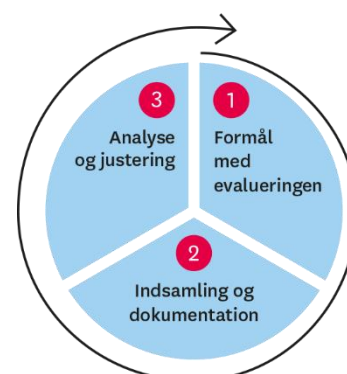 1
Formål
med
evalueringen
2
Indsamling og
dokumentation
3
Analyse
og justering